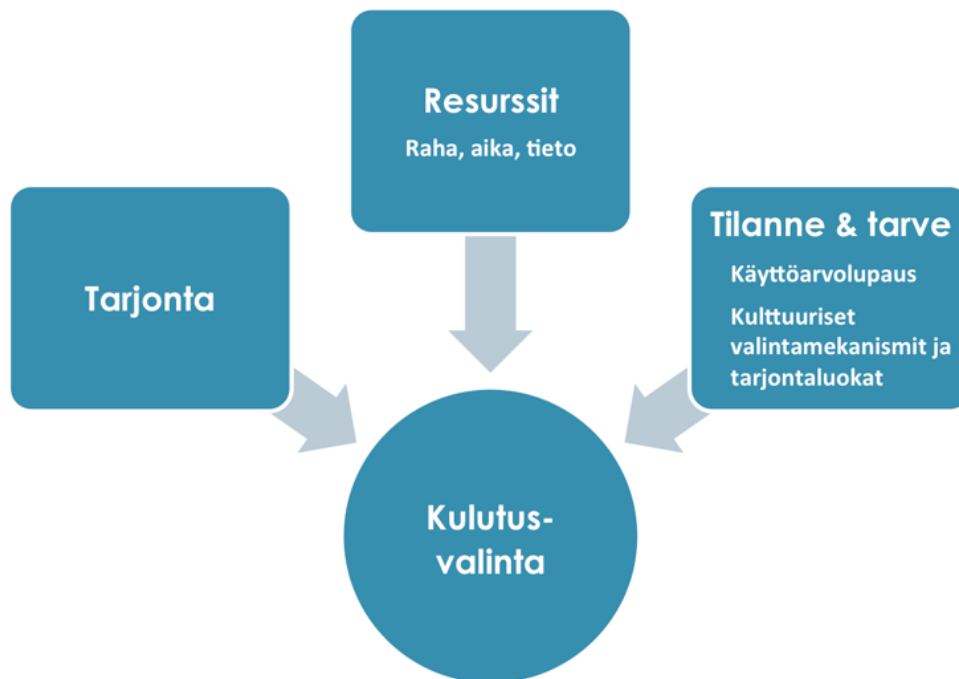 Resurssit
Raha, aika, tieto
Tarjonta
Tilanne & tarve
Käyttöarvolupaus
Kulttuuriset
valintamekanismit ja
tarjontaluokat
Kulutus-
valinta